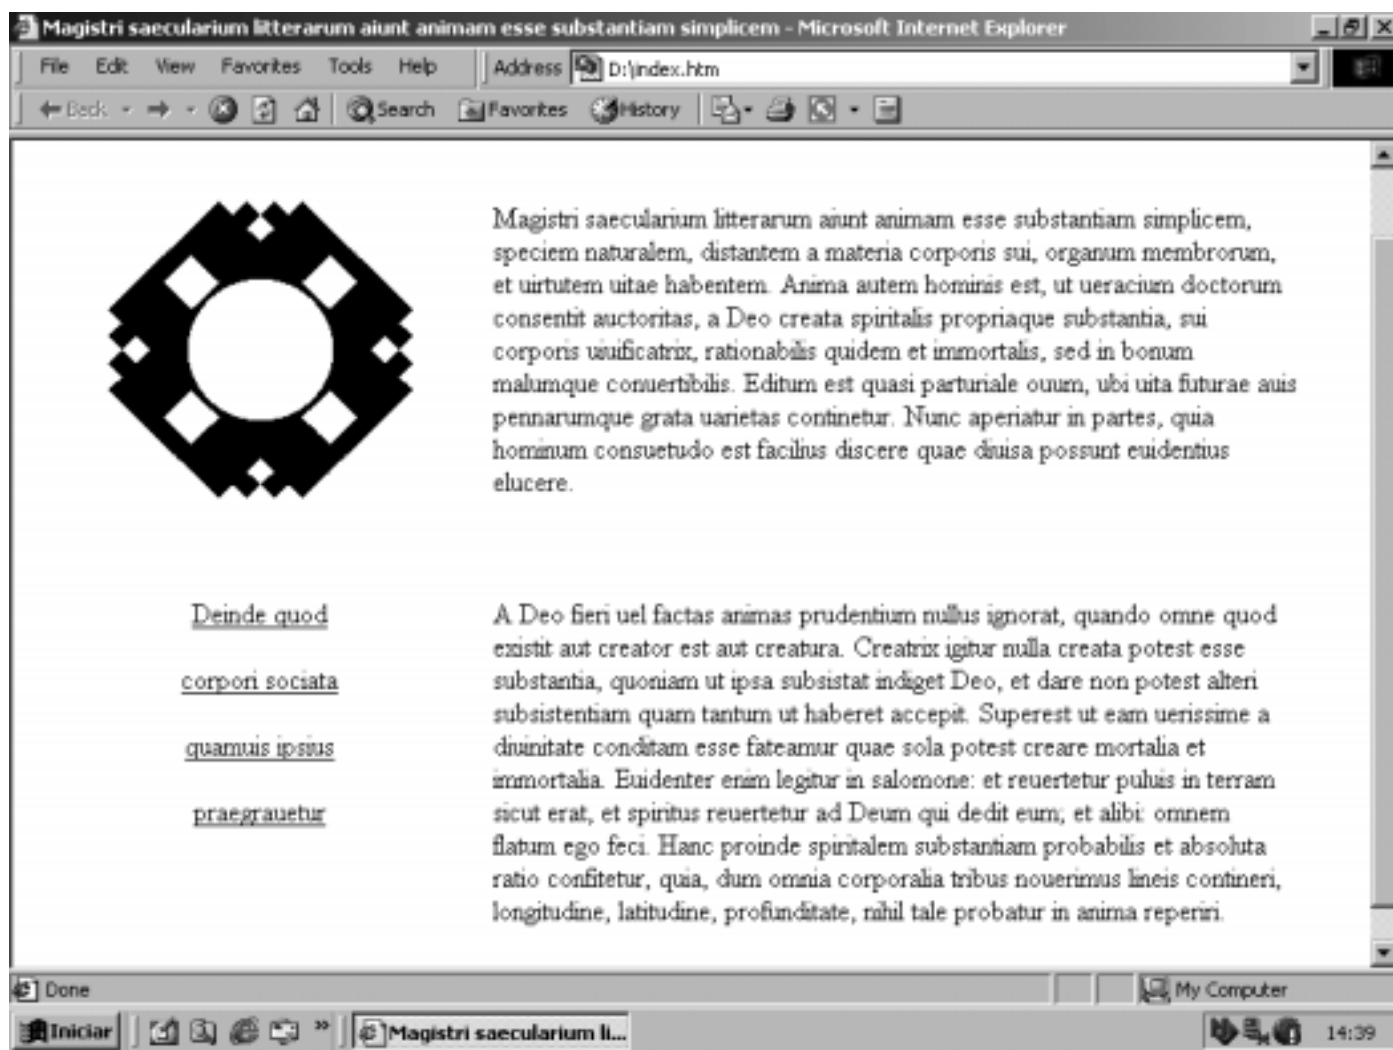 Magistri saecularium litterarum aiunt animam esse substantiam simplicem - Microsoft Internet Explorer
File Edit View Favorites Tools Help Address D:\index.htm
Back Search Favorites History
Magistri saecularium litterarum aiunt animam esse substantiam simplicem,
speciem naturalem, distantem a materia corporis sui, organum membrorum,
et uirtutem uitae habentem. Anima autem hominis est, ut ueracium doctorum
consentit auctoritas, a Deo creata spiritalis propriaque substantia, sui
corporis uiuificatrix, rationabilis quidem et immortalis, sed in bonum
malumque conuertibilis. Editum est quasi parturiale ouum, ubi uita futurae auis
pennarumque grata uarietas continetur. Nunc aperiatur in partes, quia
hominum consuetudo est facilius discere quae diuisa possunt euidentius
elucere.
Deinde quod
corpori sociata
quamuis ipsius
praegrauetur
A Deo fieri uel factas animas prudentium nullus ignorat, quando omne quod
existit aut creator est aut creatura. Creatrix igitur nulla creata potest esse
substantia, quoniam ut ipsa subsistat indiget Deo, et dare non potest alteri
subsistentiam quam tantum ut haberet accepit. Superest ut eam uerissime a
diuinitate conditam esse fateamur quae sola potest creare mortalia et
immortalia. Euidenter enim legitur in salomone: et reuertetur puluis in terram
sicut erat, et spiritus reuertetur ad Deum qui dedit eum; et alibi: omnem
flatum ego feci. Hanc proinde spiritalem substantiam probabilis et absoluta
ratio confitetur, quia, dum omnia corporalia tribus nouerimus lineis contineri,
longitudine, latitudine, profunditate, nihil tale probatur in anima reperiri.
Done My Computer
Iniciar » Magistri saecularium li... 14:39